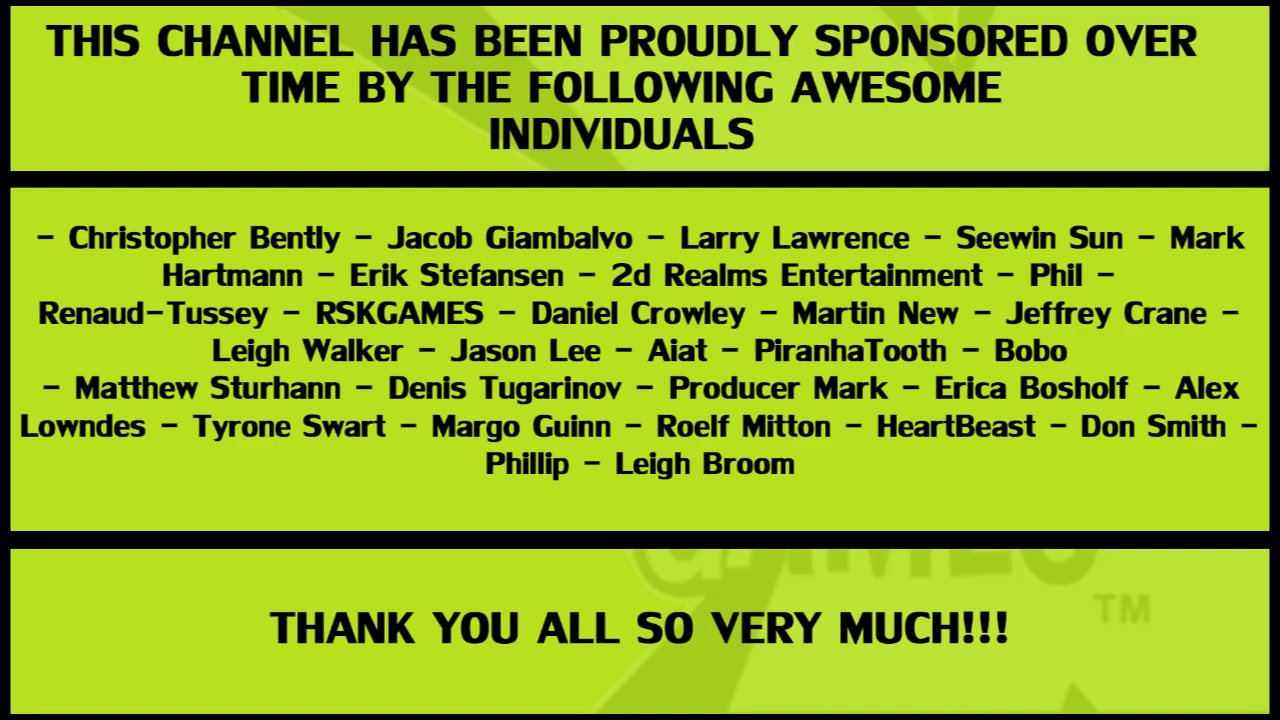 THIS CHANNEL HAS BEEN PROUDLY SPONSORED OVER
TIME BY THE FOLLOWING AWESOME
INDIVIDUALS
- Christopher Bently - Jacob Giambalvo - Larry Lawrence - Seewin Sun - Mark
Hartmann - Erik Stefansen - 2d Realms Entertainment - Phil -
Renaud-Tussey - RSKGAMES - Daniel Crowley - Martin New - Jeffrey Crane -
Leigh Walker - Jason Lee - Aiat - PiranhaTooth - Bobo
- Matthew Sturhann - Denis Tugarinov - Producer Mark - Erica Bosholf - Alex
Lowndes - Tyrone Swart - Margo Guinn - Roelf Mitton - HeartBeast - Don Smith -
Phillip - Leigh Broom
GAMES
TM
THANK YOU ALL SO VERY MUCH!!!